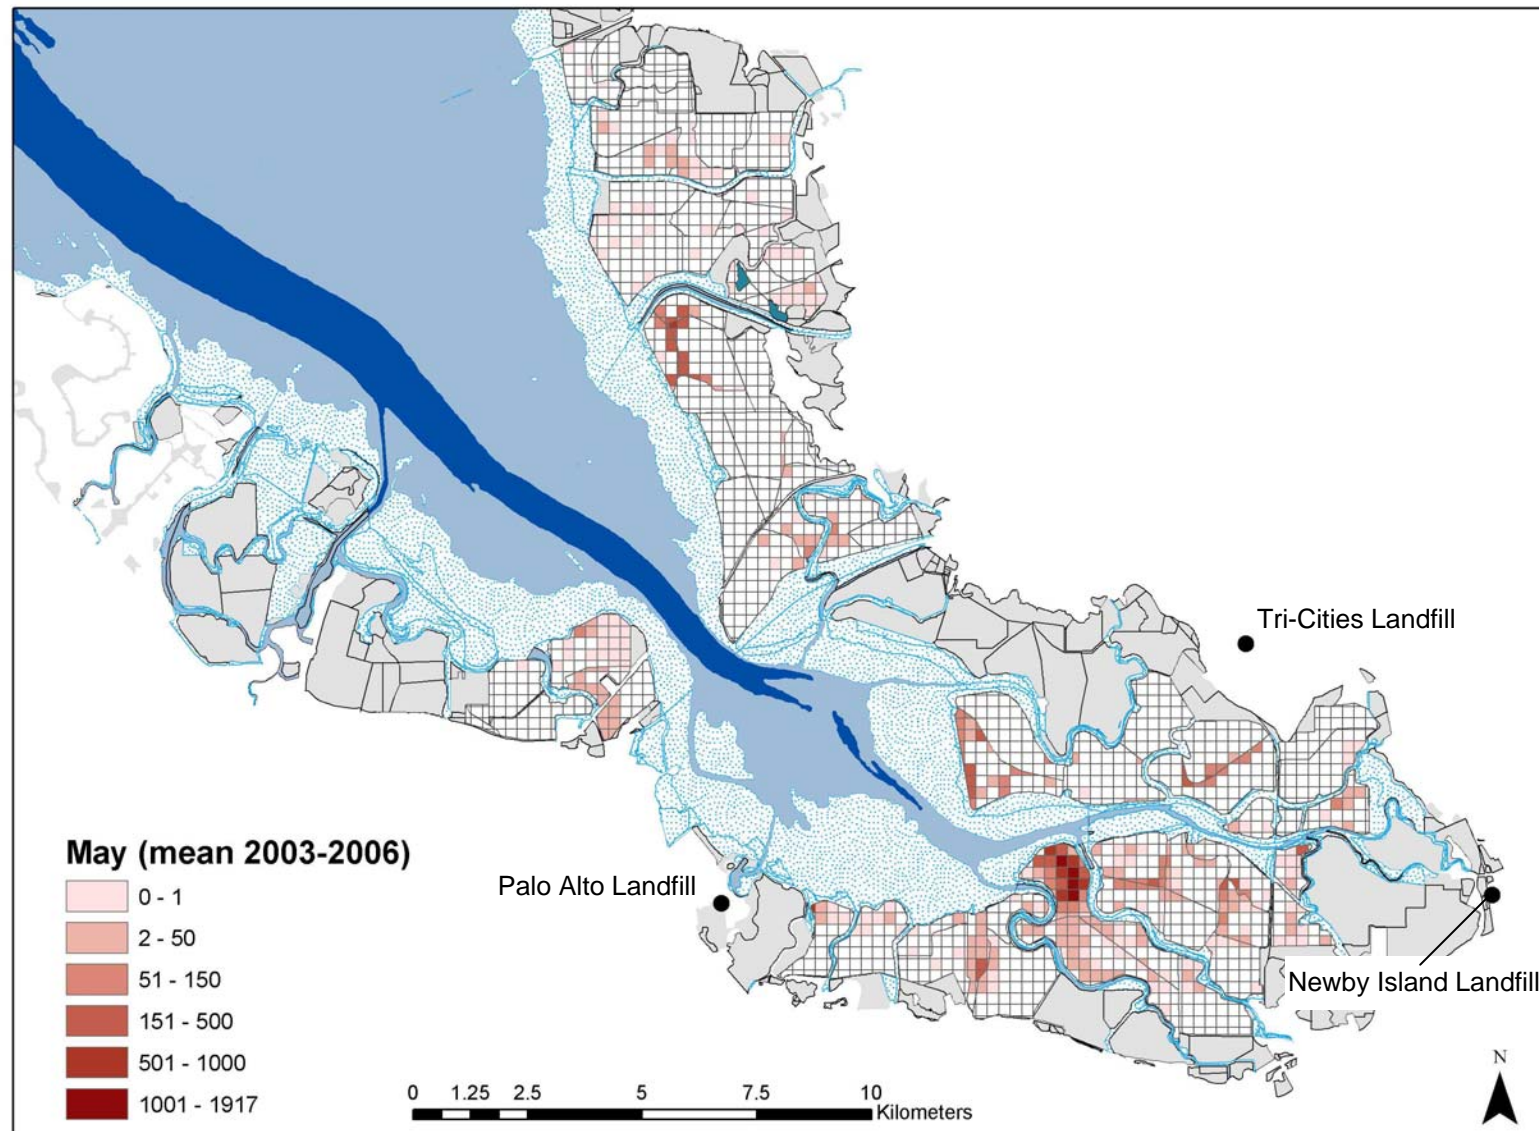 Tri-Cities Landfill
Palo Alto Landfill
Newby Island Landfill
May (mean 2003-2006)
0 - 1
2 - 50
51 - 150
151 - 500
501 - 1000
1001 - 1917
0 1.25 2.5 5 7.5 10
Kilometers
N